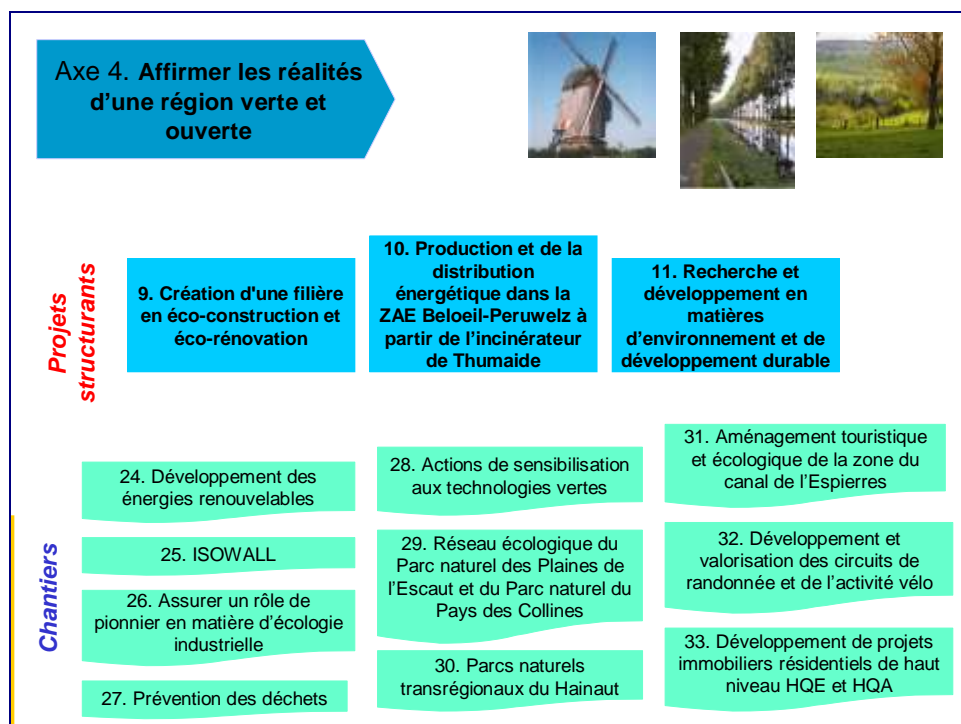 Axe 4. Affirmer les réalités
d’une région verte et
ouverte
Projets
structurants
9. Création d'une filière
en éco-construction et
éco-rénovation
10. Production et de la
distribution
énergétique dans la
ZAE Beloeil-Peruwelz à
partir de l’incinérateur
de Thumaide
11. Recherche et
développement en
matières
d’environnement et de
développement durable
Chantiers
24. Développement des
énergies renouvelables
25. ISOWALL
26. Assurer un rôle de
pionnier en matière d’écologie
industrielle
27. Prévention des déchets
28. Actions de sensibilisation
aux technologies vertes
29. Réseau écologique du
Parc naturel des Plaines de
l’Escaut et du Parc naturel du
Pays des Collines
30. Parcs naturels
transrégionaux du Hainaut
31. Aménagement touristique
et écologique de la zone du
canal de l’Espierres
32. Développement et
valorisation des circuits de
randonnée et de l’activité vélo
33. Développement de projets
immobiliers résidentiels de haut
niveau HQE et HQA